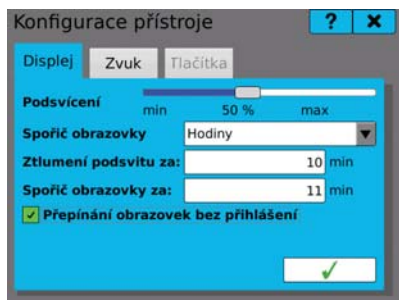 Konfigurace přístroje ? X
Displej Zvuk Tlačítka
Podsvícení
min 50 % max
Spořič obrazovky Hodiny
Ztlumení podsvitu za: 10 min
Spořič obrazovky za: 11 min
Přepínání obrazovek bez přihlášení